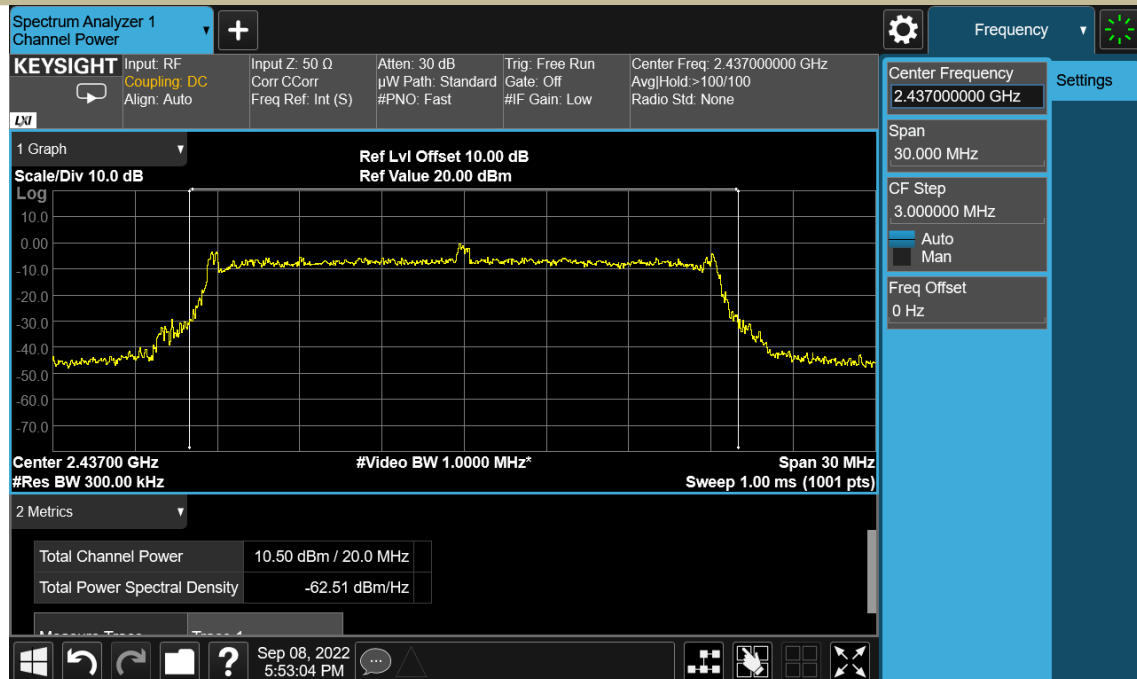 Spectrum Analyzer 1
Channel Power
+
Frequency
KEYSIGHT
LXI
Input: RF
Coupling: DC
Align: Auto
Input Z: 50 Ω
Corr CCorr
Freq Ref: Int (S)
Atten: 30 dB
µW Path: Standard
#PNO: Fast
Trig: Free Run
Gate: Off
#IF Gain: Low
Center Freq: 2.437000000 GHz
Avg|Hold:>100/100
Radio Std: None
Center Frequency
2.437000000 GHz
Settings
Span
30.000 MHz
CF Step
3.000000 MHz
Auto
Man
Freq Offset
0 Hz
1 Graph
Scale/Div 10.0 dB
Ref Lvl Offset 10.00 dB
Ref Value 20.00 dBm
Log
10.0
0.00
-10.0
-20.0
-30.0
-40.0
-50.0
-60.0
-70.0
Center 2.43700 GHz
#Video BW 1.0000 MHz*
Span 30 MHz
#Res BW 300.00 kHz
Sweep 1.00 ms (1001 pts)
2 Metrics
Total Channel Power 10.50 dBm / 20.0 MHz
Total Power Spectral Density -62.51 dBm/Hz
Measure Trace Trace 1
?
Sep 08, 2022
5:53:04 PM